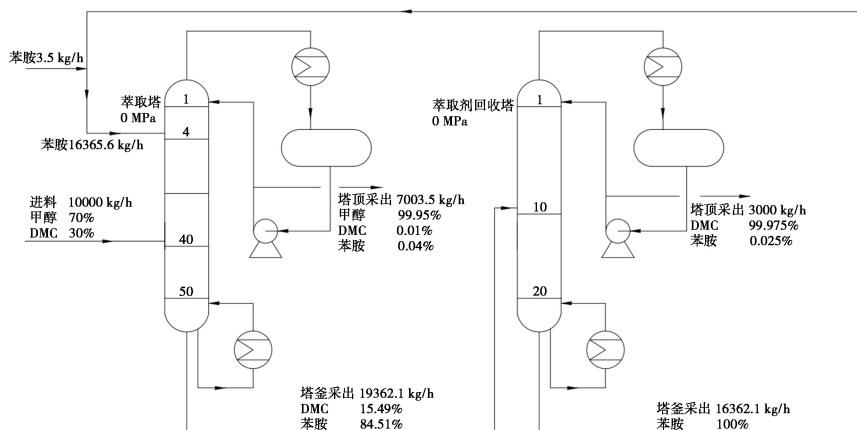 苯胺3.5 kg/h
萃取塔
0 MPa
1
4
苯胺16365.6 kg/h
进料 10000 kg/h
甲醇 70%
DMC 30%
40
50
塔顶采出 7003.5 kg/h
甲醇 99.95%
DMC 0.01%
苯胺 0.04%
塔釜采出 19362.1 kg/h
DMC 15.49%
苯胺 84.51%
萃取剂回收塔
0 MPa
1
10
20
塔顶采出 3000 kg/h
DMC 99.975%
苯胺 0.025%
塔釜采出 16362.1 kg/h
苯胺 100%